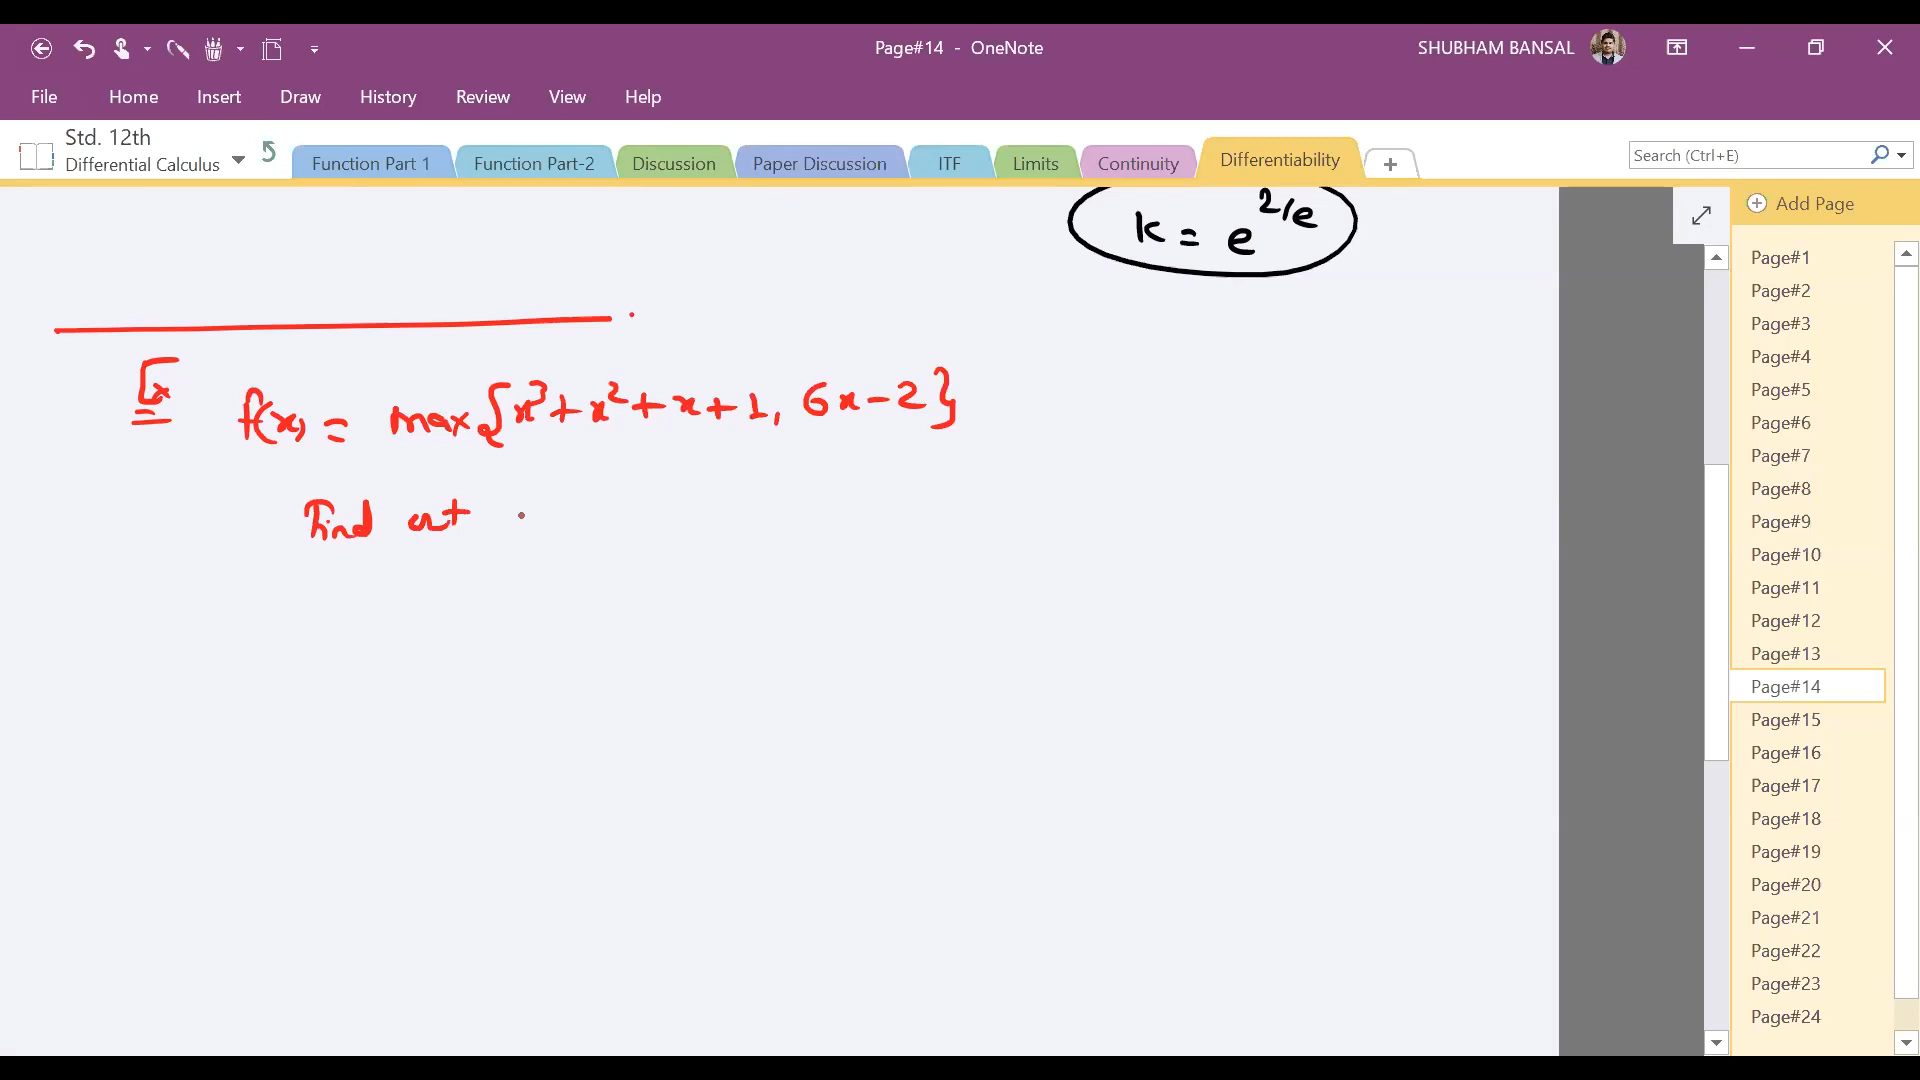 Page#14 - OneNote
SHUBHAM BANSAL
File Home Insert Draw History Review View Help
Std. 12th
Differential Calculus
Function Part 1 Function Part-2 Discussion Paper Discussion ITF Limits Continuity Differentiability +
Search (Ctrl+E)
Add Page
k = e^{2/e}
Ex f(x) = max{x³+x²+x+1, 6x-2}
Find out
Page#1
Page#2
Page#3
Page#4
Page#5
Page#6
Page#7
Page#8
Page#9
Page#10
Page#11
Page#12
Page#13
Page#14
Page#15
Page#16
Page#17
Page#18
Page#19
Page#20
Page#21
Page#22
Page#23
Page#24